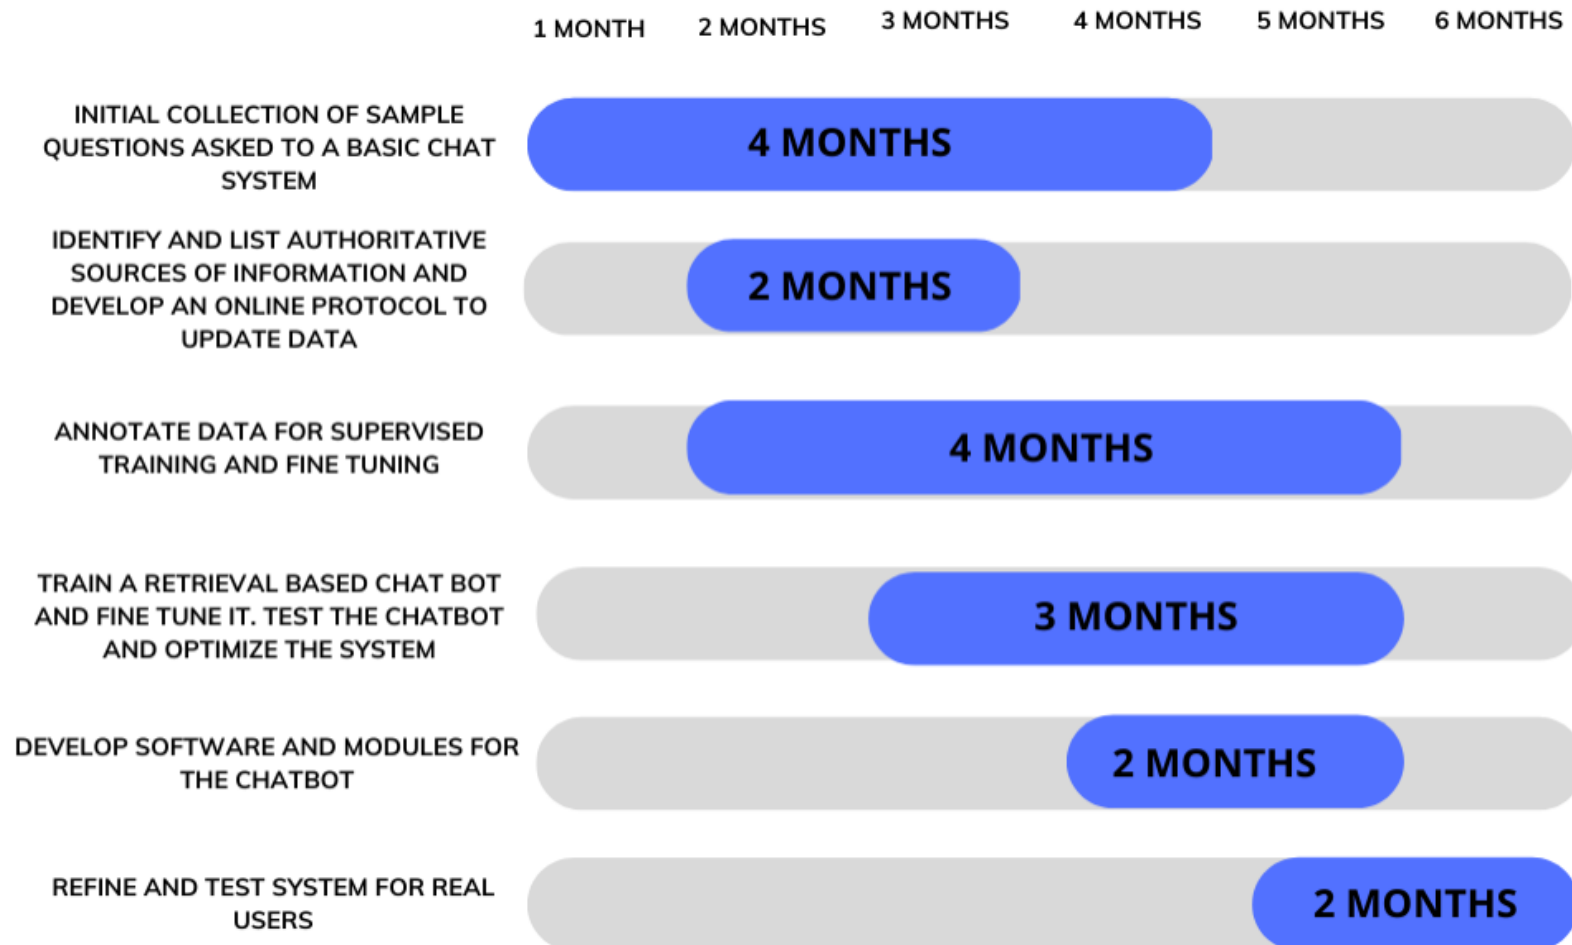 1 MONTH
2 MONTHS
3 MONTHS
4 MONTHS
5 MONTHS
6 MONTHS
INITIAL COLLECTION OF SAMPLE
QUESTIONS ASKED TO A BASIC CHAT
SYSTEM
4 MONTHS
IDENTIFY AND LIST AUTHORITATIVE
SOURCES OF INFORMATION AND
DEVELOP AN ONLINE PROTOCOL TO
UPDATE DATA
2 MONTHS
ANNOTATE DATA FOR SUPERVISED
TRAINING AND FINE TUNING
4 MONTHS
TRAIN A RETRIEVAL BASED CHAT BOT
AND FINE TUNE IT. TEST THE CHATBOT
AND OPTIMIZE THE SYSTEM
3 MONTHS
DEVELOP SOFTWARE AND MODULES FOR
THE CHATBOT
2 MONTHS
REFINE AND TEST SYSTEM FOR REAL
USERS
2 MONTHS